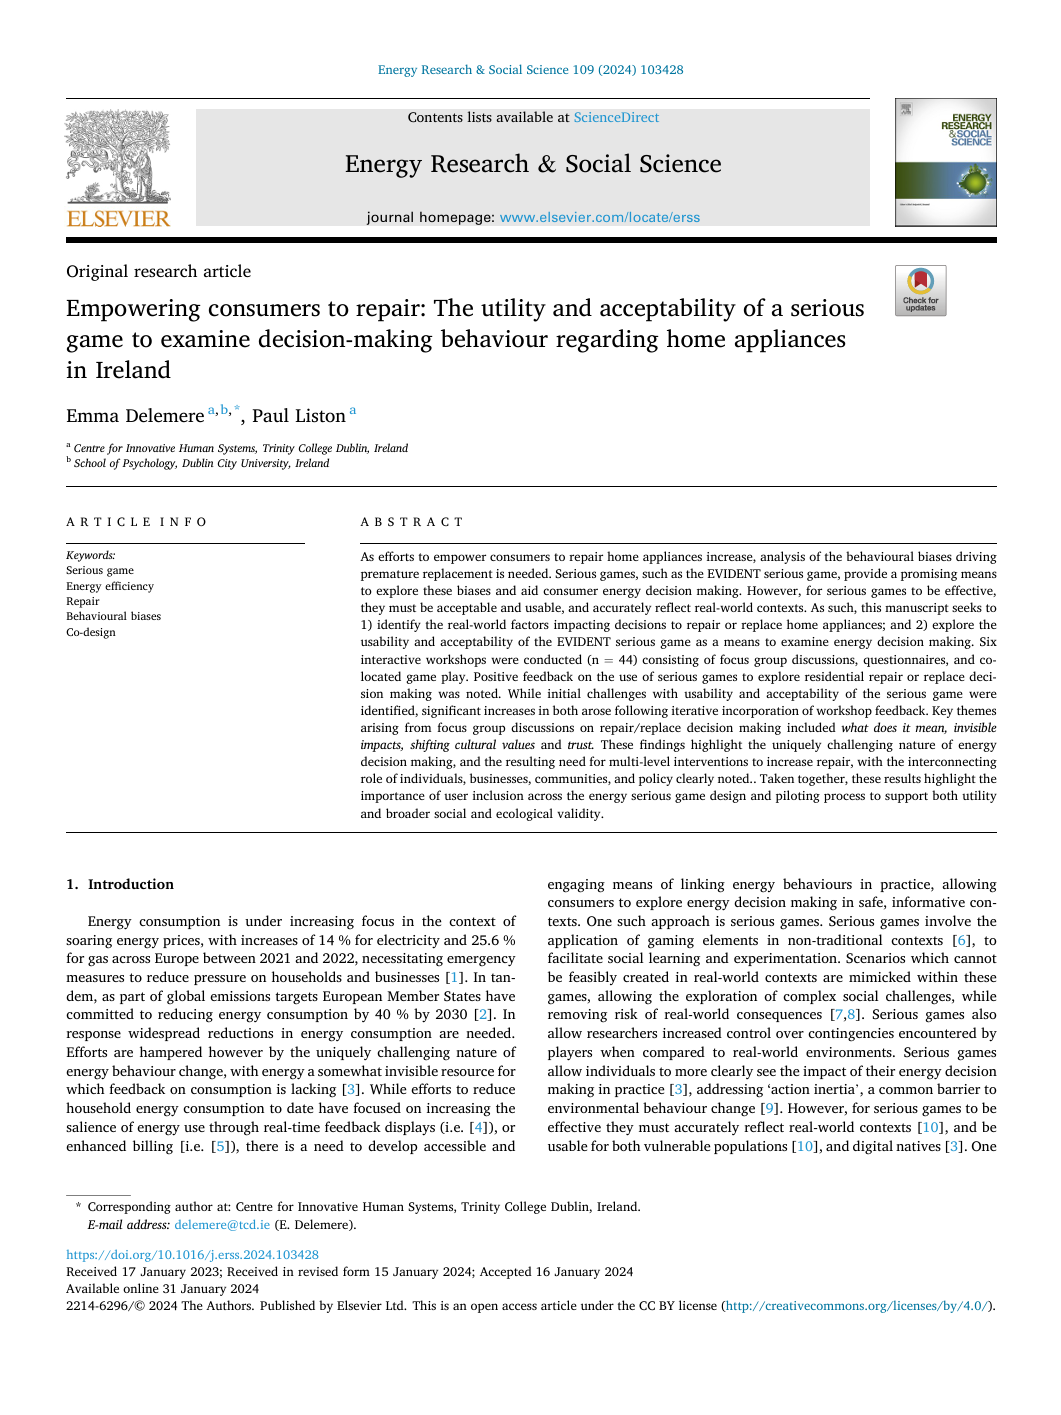 Energy Research & Social Science 109 (2024) 103428
Contents lists available at ScienceDirect
Energy Research & Social Science
journal homepage: www.elsevier.com/locate/erss
ELSEVIER
ENERGY
RESEARCH
& SOCIAL
SCIENCE
Original research article
Check for
updates
Empowering consumers to repair: The utility and acceptability of a serious
game to examine decision-making behaviour regarding home appliances
in Ireland
Emma Delemere a,b,*, Paul Liston a
a Centre for Innovative Human Systems, Trinity College Dublin, Ireland
b School of Psychology, Dublin City University, Ireland
ARTICLE INFO
Keywords:
Serious game
Energy efficiency
Repair
Behavioural biases
Co-design
ABSTRACT
As efforts to empower consumers to repair home appliances increase, analysis of the behavioural biases driving
premature replacement is needed. Serious games, such as the EVIDENT serious game, provide a promising means
to explore these biases and aid consumer energy decision making. However, for serious games to be effective,
they must be acceptable and usable, and accurately reflect real-world contexts. As such, this manuscript seeks to
1) identify the real-world factors impacting decisions to repair or replace home appliances; and 2) explore the
usability and acceptability of the EVIDENT serious game as a means to examine energy decision making. Six
interactive workshops were conducted (n = 44) consisting of focus group discussions, questionnaires, and co-
located game play. Positive feedback on the use of serious games to explore residential repair or replace deci-
sion making was noted. While initial challenges with usability and acceptability of the serious game were
identified, significant increases in both arose following iterative incorporation of workshop feedback. Key themes
arising from focus group discussions on repair/replace decision making included what does it mean, invisible
impacts, shifting cultural values and trust. These findings highlight the uniquely challenging nature of energy
decision making, and the resulting need for multi-level interventions to increase repair, with the interconnecting
role of individuals, businesses, communities, and policy clearly noted.. Taken together, these results highlight the
importance of user inclusion across the energy serious game design and piloting process to support both utility
and broader social and ecological validity.
1. Introduction
Energy consumption is under increasing focus in the context of
soaring energy prices, with increases of 14 % for electricity and 25.6 %
for gas across Europe between 2021 and 2022, necessitating emergency
measures to reduce pressure on households and businesses [1]. In tan-
dem, as part of global emissions targets European Member States have
committed to reducing energy consumption by 40 % by 2030 [2]. In
response widespread reductions in energy consumption are needed.
Efforts are hampered however by the uniquely challenging nature of
energy behaviour change, with energy a somewhat invisible resource for
which feedback on consumption is lacking [3]. While efforts to reduce
household energy consumption to date have focused on increasing the
salience of energy use through real-time feedback displays (i.e. [4]), or
enhanced billing [i.e. [5]), there is a need to develop accessible and
engaging means of linking energy behaviours in practice, allowing
consumers to explore energy decision making in safe, informative con-
texts. One such approach is serious games. Serious games involve the
application of gaming elements in non-traditional contexts [6], to
facilitate social learning and experimentation. Scenarios which cannot
be feasibly created in real-world contexts are mimicked within these
games, allowing the exploration of complex social challenges, while
removing risk of real-world consequences [7,8]. Serious games also
allow researchers increased control over contingencies encountered by
players when compared to real-world environments. Serious games
allow individuals to more clearly see the impact of their energy decision
making in practice [3], addressing ‘action inertia’, a common barrier to
environmental behaviour change [9]. However, for serious games to be
effective they must accurately reflect real-world contexts [10], and be
usable for both vulnerable populations [10], and digital natives [3]. One
* Corresponding author at: Centre for Innovative Human Systems, Trinity College Dublin, Ireland.
E-mail address: delemere@tcd.ie (E. Delemere).
https://doi.org/10.1016/j.erss.2024.103428
Received 17 January 2023; Received in revised form 15 January 2024; Accepted 16 January 2024
Available online 31 January 2024
2214-6296/© 2024 The Authors. Published by Elsevier Ltd. This is an open access article under the CC BY license (http://creativecommons.org/licenses/by/4.0/).